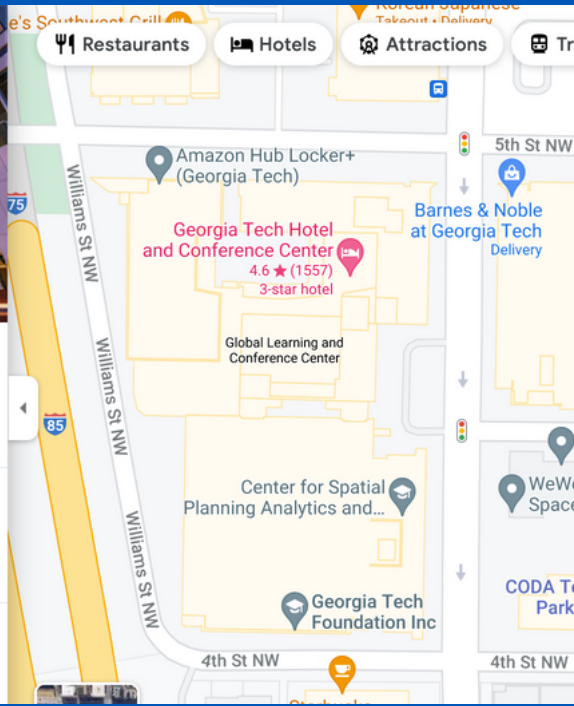 e's Southwest Grill
Korean Japanese
Takeout • Delivery
Restaurants
Hotels
Attractions
Tr
5th St NW
Amazon Hub Locker+
(Georgia Tech)
75
Williams St NW
Barnes & Noble
at Georgia Tech
Delivery
Georgia Tech Hotel
and Conference Center
4.6 ★ (1557)
3-star hotel
Global Learning and
Conference Center
Williams St NW
85
Center for Spatial
Planning Analytics and...
WeWo
Space
Williams St NW
CODA Te
Park
Georgia Tech
Foundation Inc
4th St NW
4th St NW
Starbucks